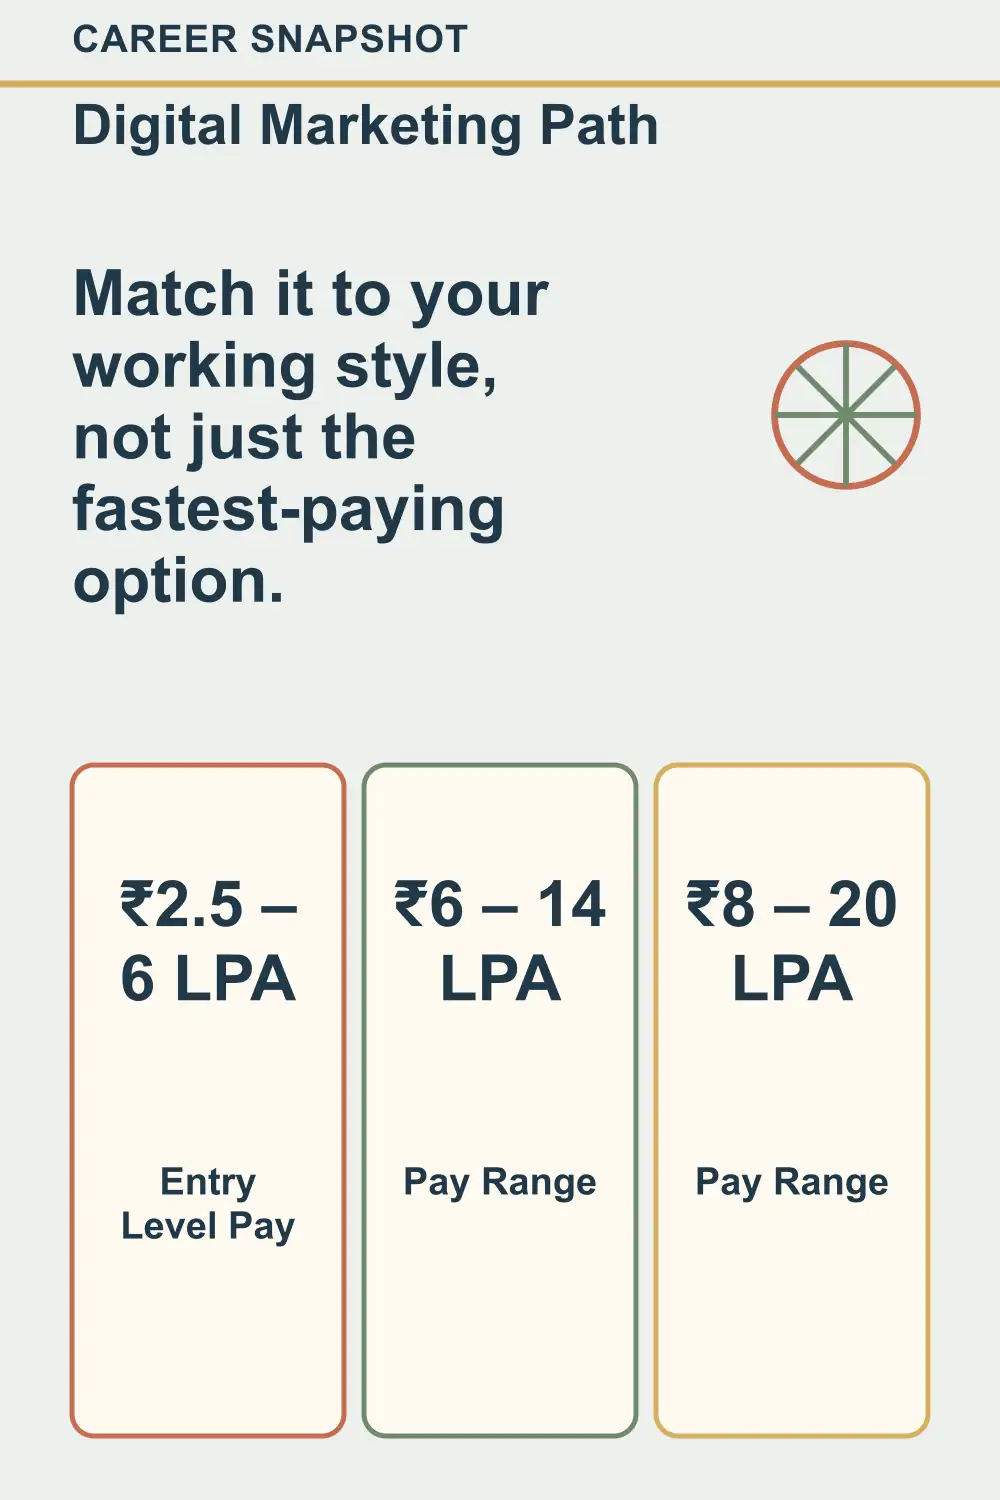 CAREER SNAPSHOT
Digital Marketing Path
Match it to your
working style,
not just the
fastest-paying
option.
₹2.5 –
6 LPA
Entry
Level Pay
₹6 – 14
LPA
Pay Range
₹8 – 20
LPA
Pay Range